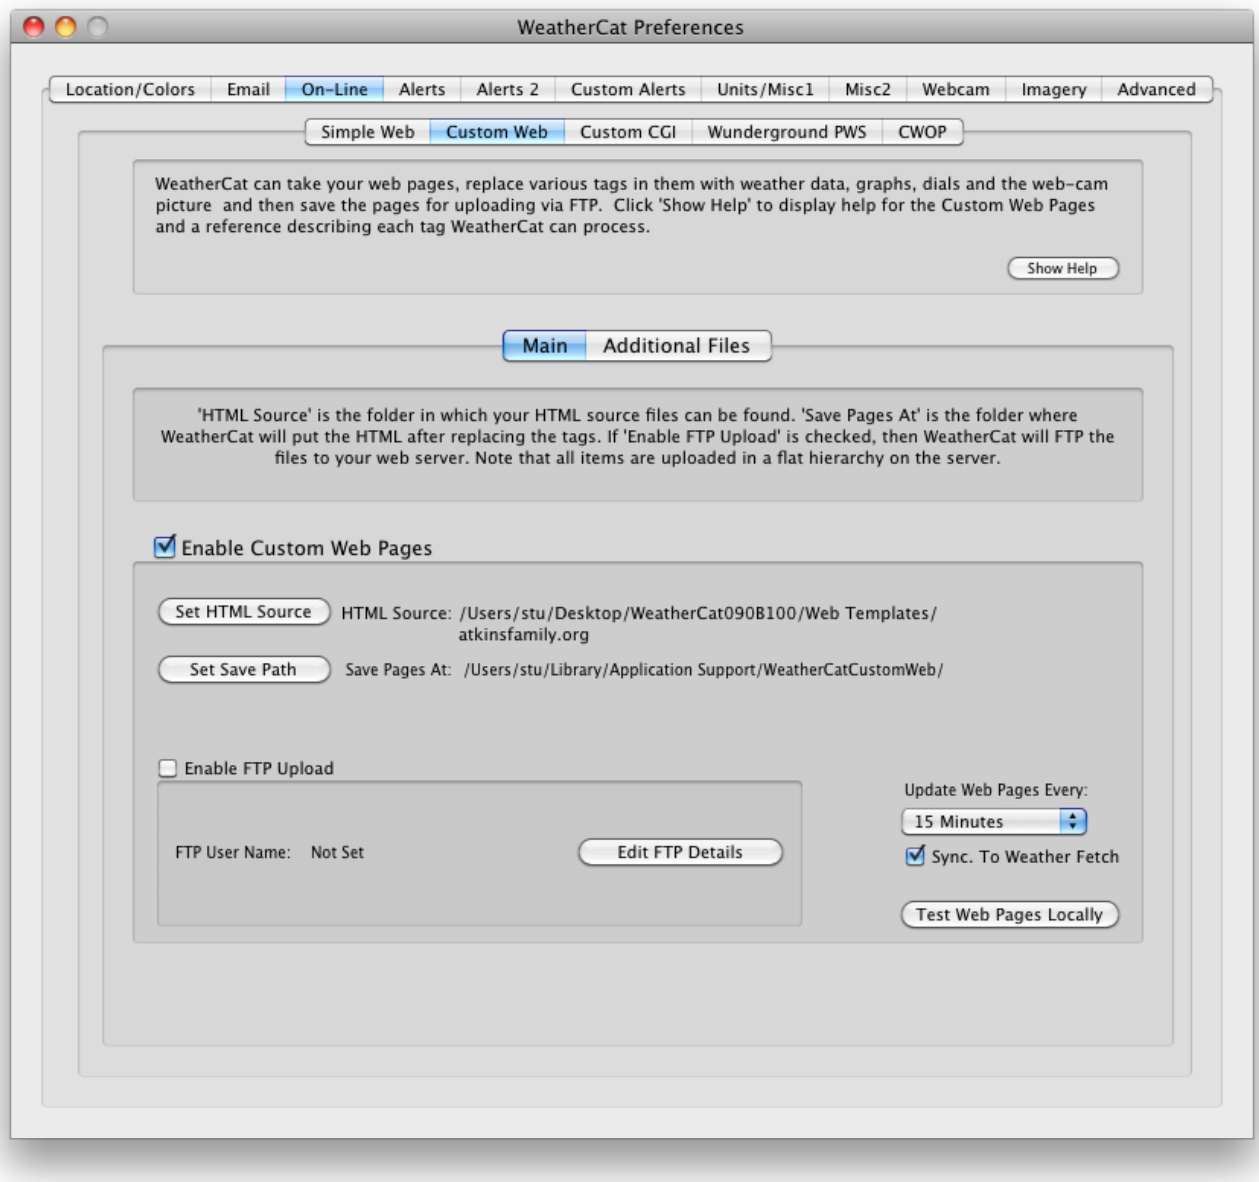 WeatherCat Preferences
Location/Colors Email On-Line Alerts Alerts 2 Custom Alerts Units/Misc1 Misc2 Webcam Imagery Advanced
Simple Web Custom Web Custom CGI Wunderground PWS CWOP
WeatherCat can take your web pages, replace various tags in them with weather data, graphs, dials and the web-cam
picture and then save the pages for uploading via FTP. Click 'Show Help' to display help for the Custom Web Pages
and a reference describing each tag WeatherCat can process.
Show Help
Main Additional Files
'HTML Source' is the folder in which your HTML source files can be found. 'Save Pages At' is the folder where
WeatherCat will put the HTML after replacing the tags. If 'Enable FTP Upload' is checked, then WeatherCat will FTP the
files to your web server. Note that all items are uploaded in a flat hierarchy on the server.
Enable Custom Web Pages
Set HTML Source HTML Source: /Users/stu/Desktop/WeatherCat090B100/Web Templates/
atkinsfamily.org
Set Save Path Save Pages At: /Users/stu/Library/Application Support/WeatherCatCustomWeb/
Enable FTP Upload
Update Web Pages Every:
15 Minutes
FTP User Name: Not Set Edit FTP Details
Sync. To Weather Fetch
Test Web Pages Locally